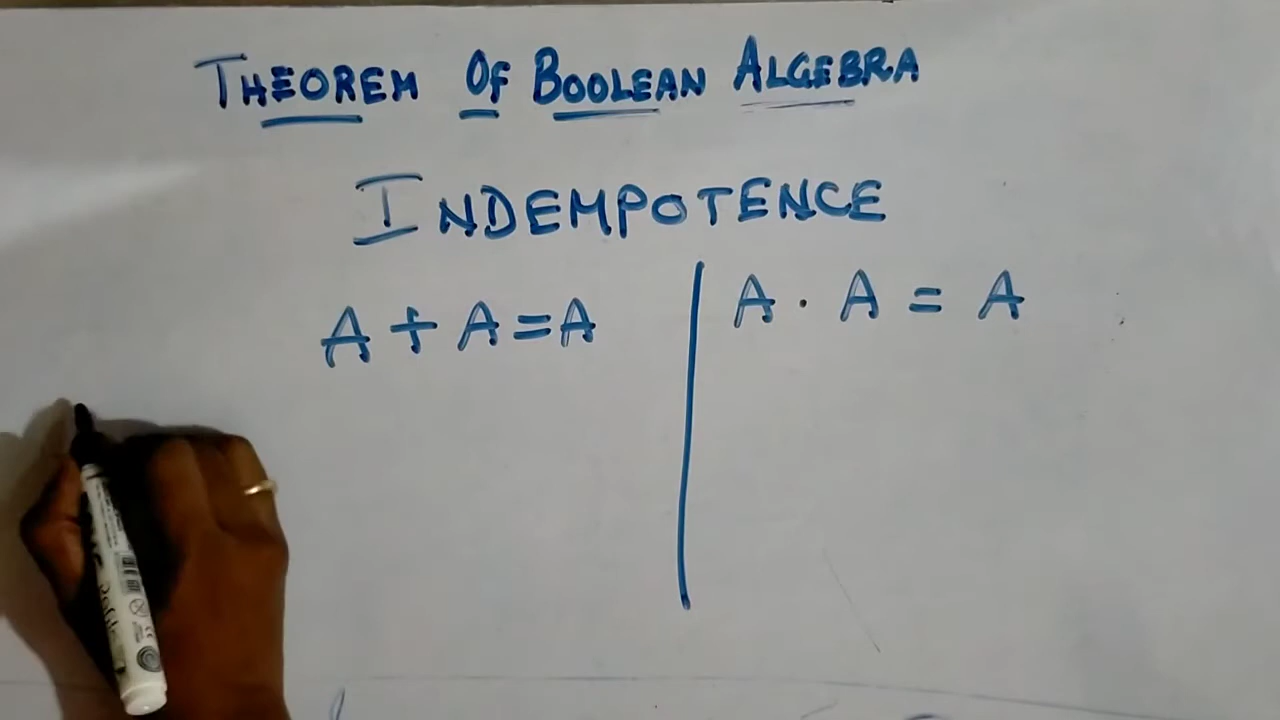 THEOREM OF BOOLEAN ALGEBRA
INDEMPOTENCE
A + A = A
A · A = A